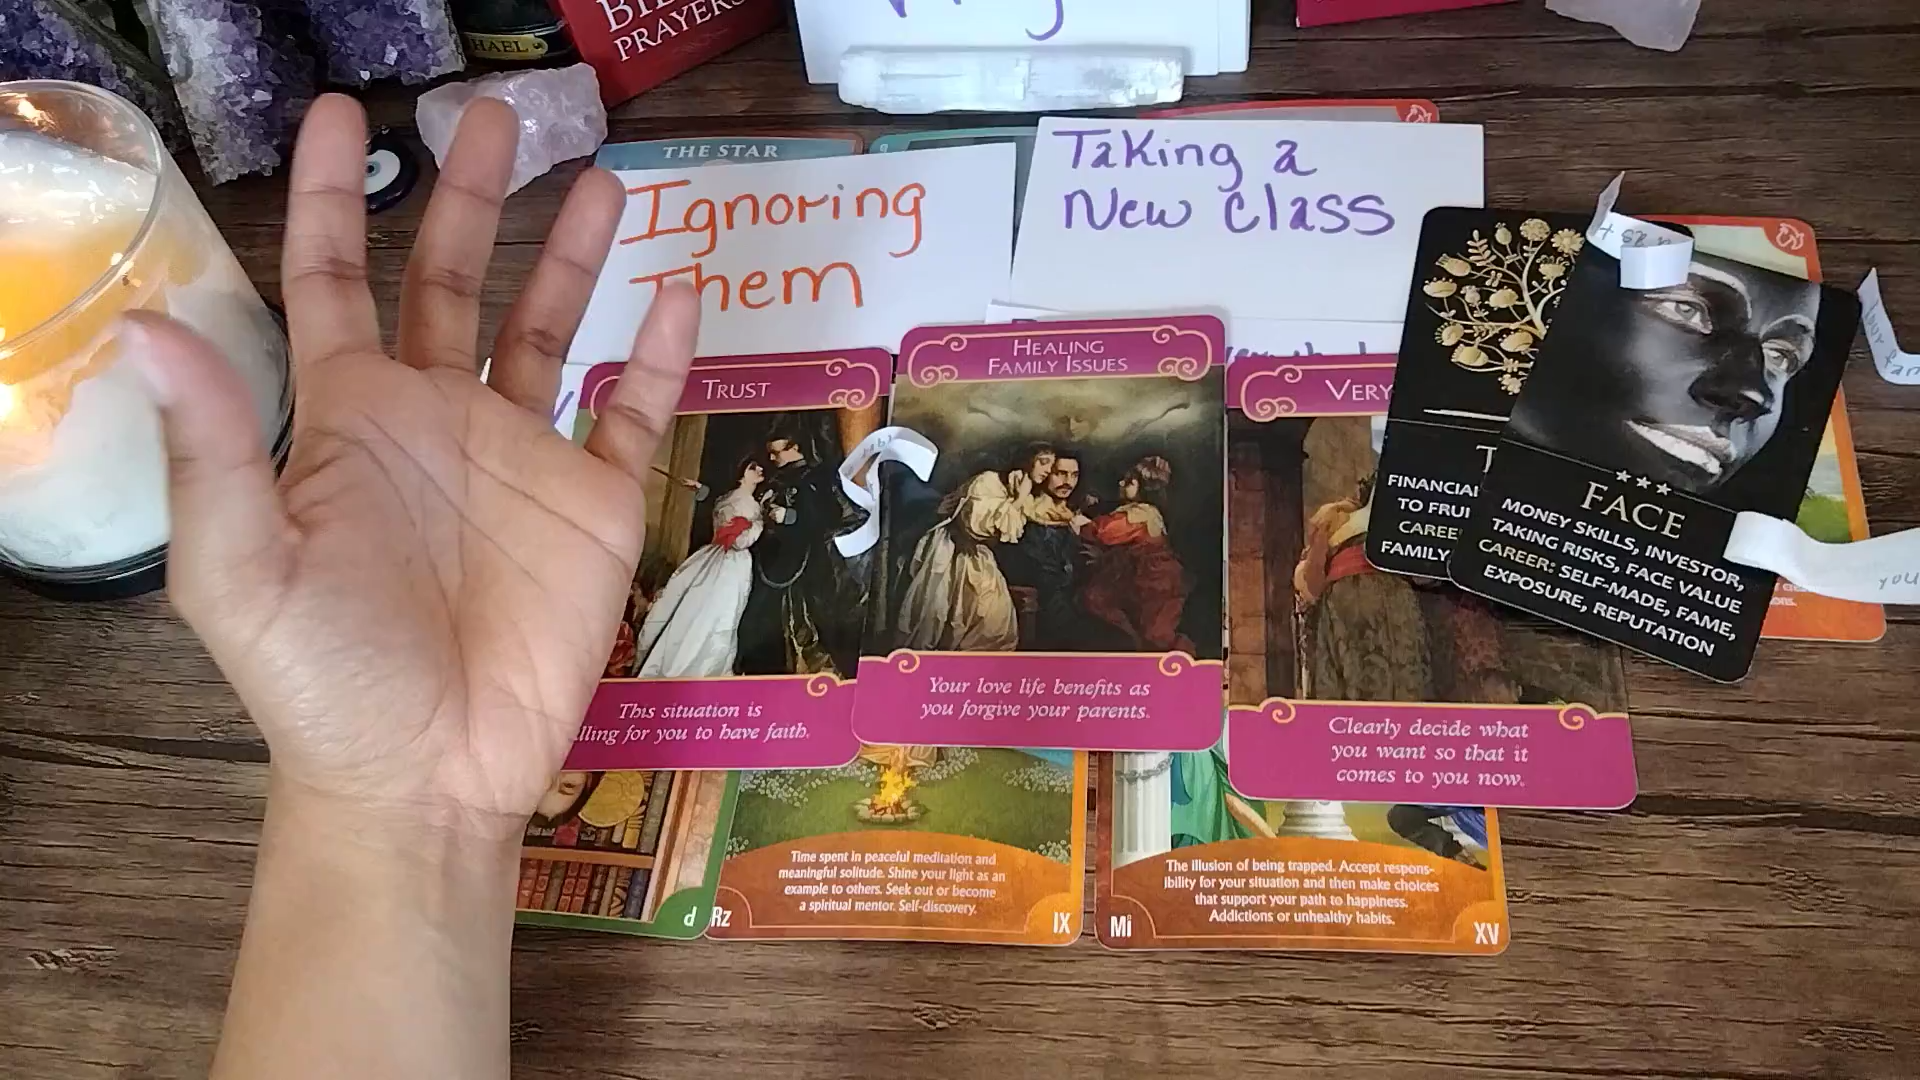 BI
PRAYERS
HAEL
THE STAR
Ignoring
Them
Taking a
New Class
TRUST
This situation is
lling for you to have faith.
HEALING
FAMILY ISSUES
Your love life benefits as
you forgive your parents.
VERY
Clearly decide what
you want so that it
comes to you now.
T
FINANCIA
TO FRUI
CAREE
FAMILY
FACE
MONEY SKILLS, INVESTOR,
TAKING RISKS, FACE VALUE
CAREER: SELF-MADE, FAME,
EXPOSURE, REPUTATION
you
d
Rz
Time spent in peaceful meditation and
meaningful solitude. Shine your light as an
example to others. Seek out or become
a spiritual mentor. Self-discovery.
IX
Mi
The illusion of being trapped. Accept respons-
ibility for your situation and then make choices
that support your path to happiness.
Addictions or unhealthy habits.
XV